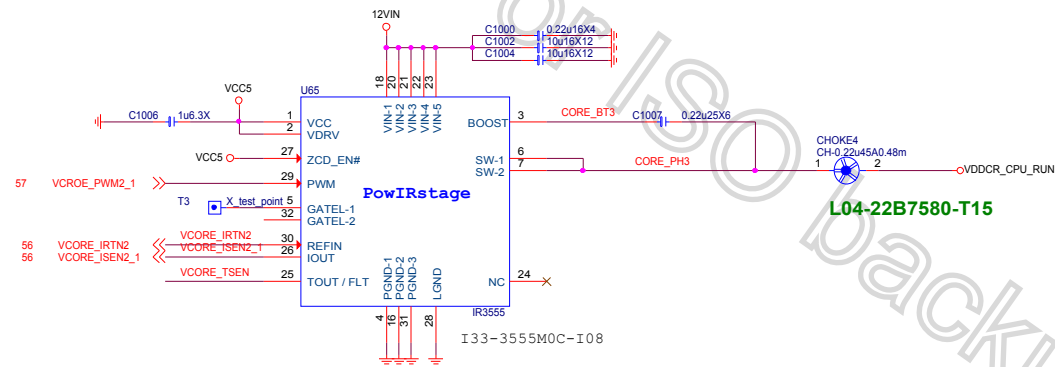 12VIN
C1000 0.22u16X4
C1002 10u16X12
C1004 10u16X12
18 20 21 22 23
VCC5
U65
C1006 1u6.3X
1 VCC
2 VDRV
VIN-1 VIN-2 VIN-3 VIN-4 VIN-5
BOOST 3 CORE_BT3 C1007 0.22u25X6
VCC5 27 ZCD_EN#
SW-1 6
SW-2 7 CORE_PH3
CHOKE4
CH-0.22u45A0.48m
1 2 VDDCR_CPU_RUN
57 VCROE_PWM2_1 29 PWM
PowIRstage
T3 X_test_point 5 GATEL-1
32 GATEL-2
L04-22B7580-T15
56 VCORE_IRTN2 VCORE_IRTN2 30 REFIN
56 VCORE_ISEN2_1 VCORE_ISEN2_1 26 IOUT
VCORE_TSEN 25 TOUT / FLT
NC 24
PGND-1 PGND-2 PGND-3 LGND
4 16 31 28
IR3555
I33-3555M0C-I08
or ISO back